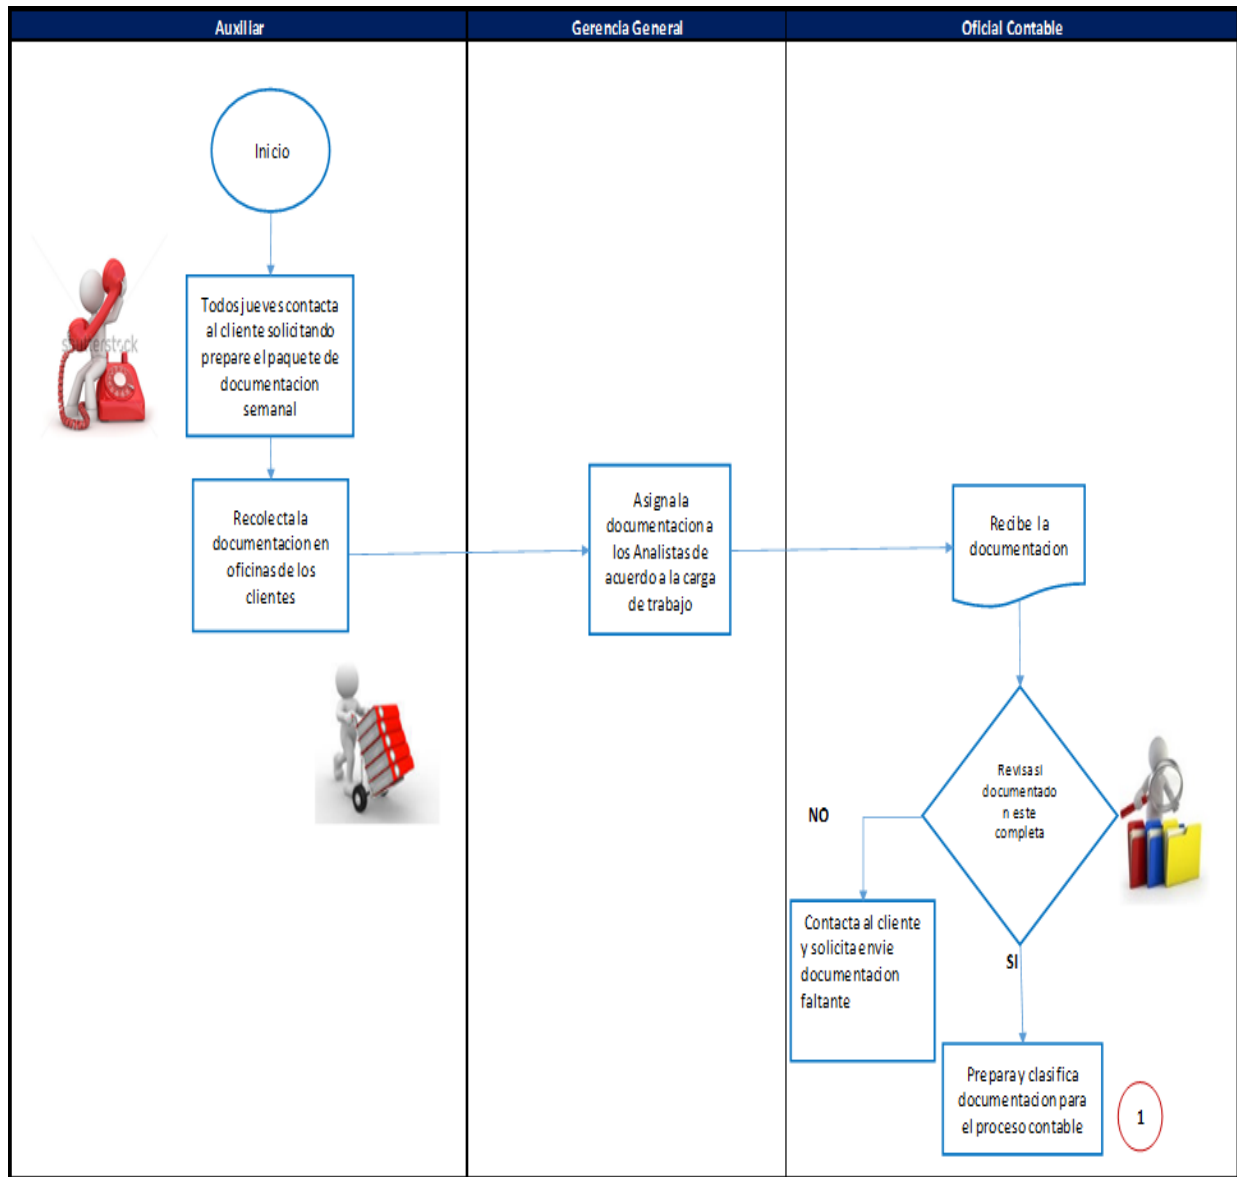 Auxiliar
Gerencia General
Oficial Contable
Inicio
Todos jueves contacta
al cliente solicitando
prepare el paquete de
documentacion
semanal
shutterstock
Recolecta la
documentacion en
oficinas de los
clientes
Asigna la
documentacion a
los Analistas de
acuerdo a la carga
de trabajo
Recibe la
documentacion
Revisa si
documentacio
n este
completa
NO
Contacta al cliente
y solicita envie
documentacion
faltante
SI
Prepara y clasifica
documentacion para
el proceso contable
1